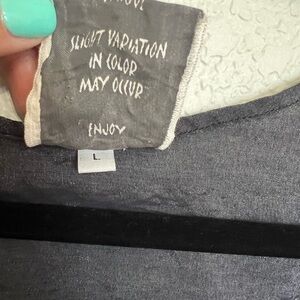 SLIGHT VARIATION
IN COLOR
MAY OCCUR
ENJOY
L